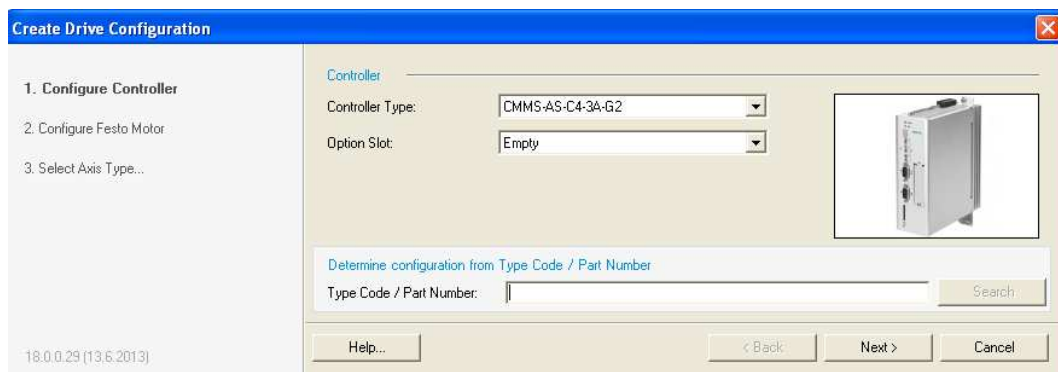 Create Drive Configuration
1. Configure Controller
2. Configure Festo Motor
3. Select Axis Type...
18.0.0.29 (13.6.2013)
Controller
Controller Type: CMMS-AS-C4-3A-G2
Option Slot: Empty
Determine configuration from Type Code / Part Number
Type Code / Part Number: Search
Help... < Back Next > Cancel